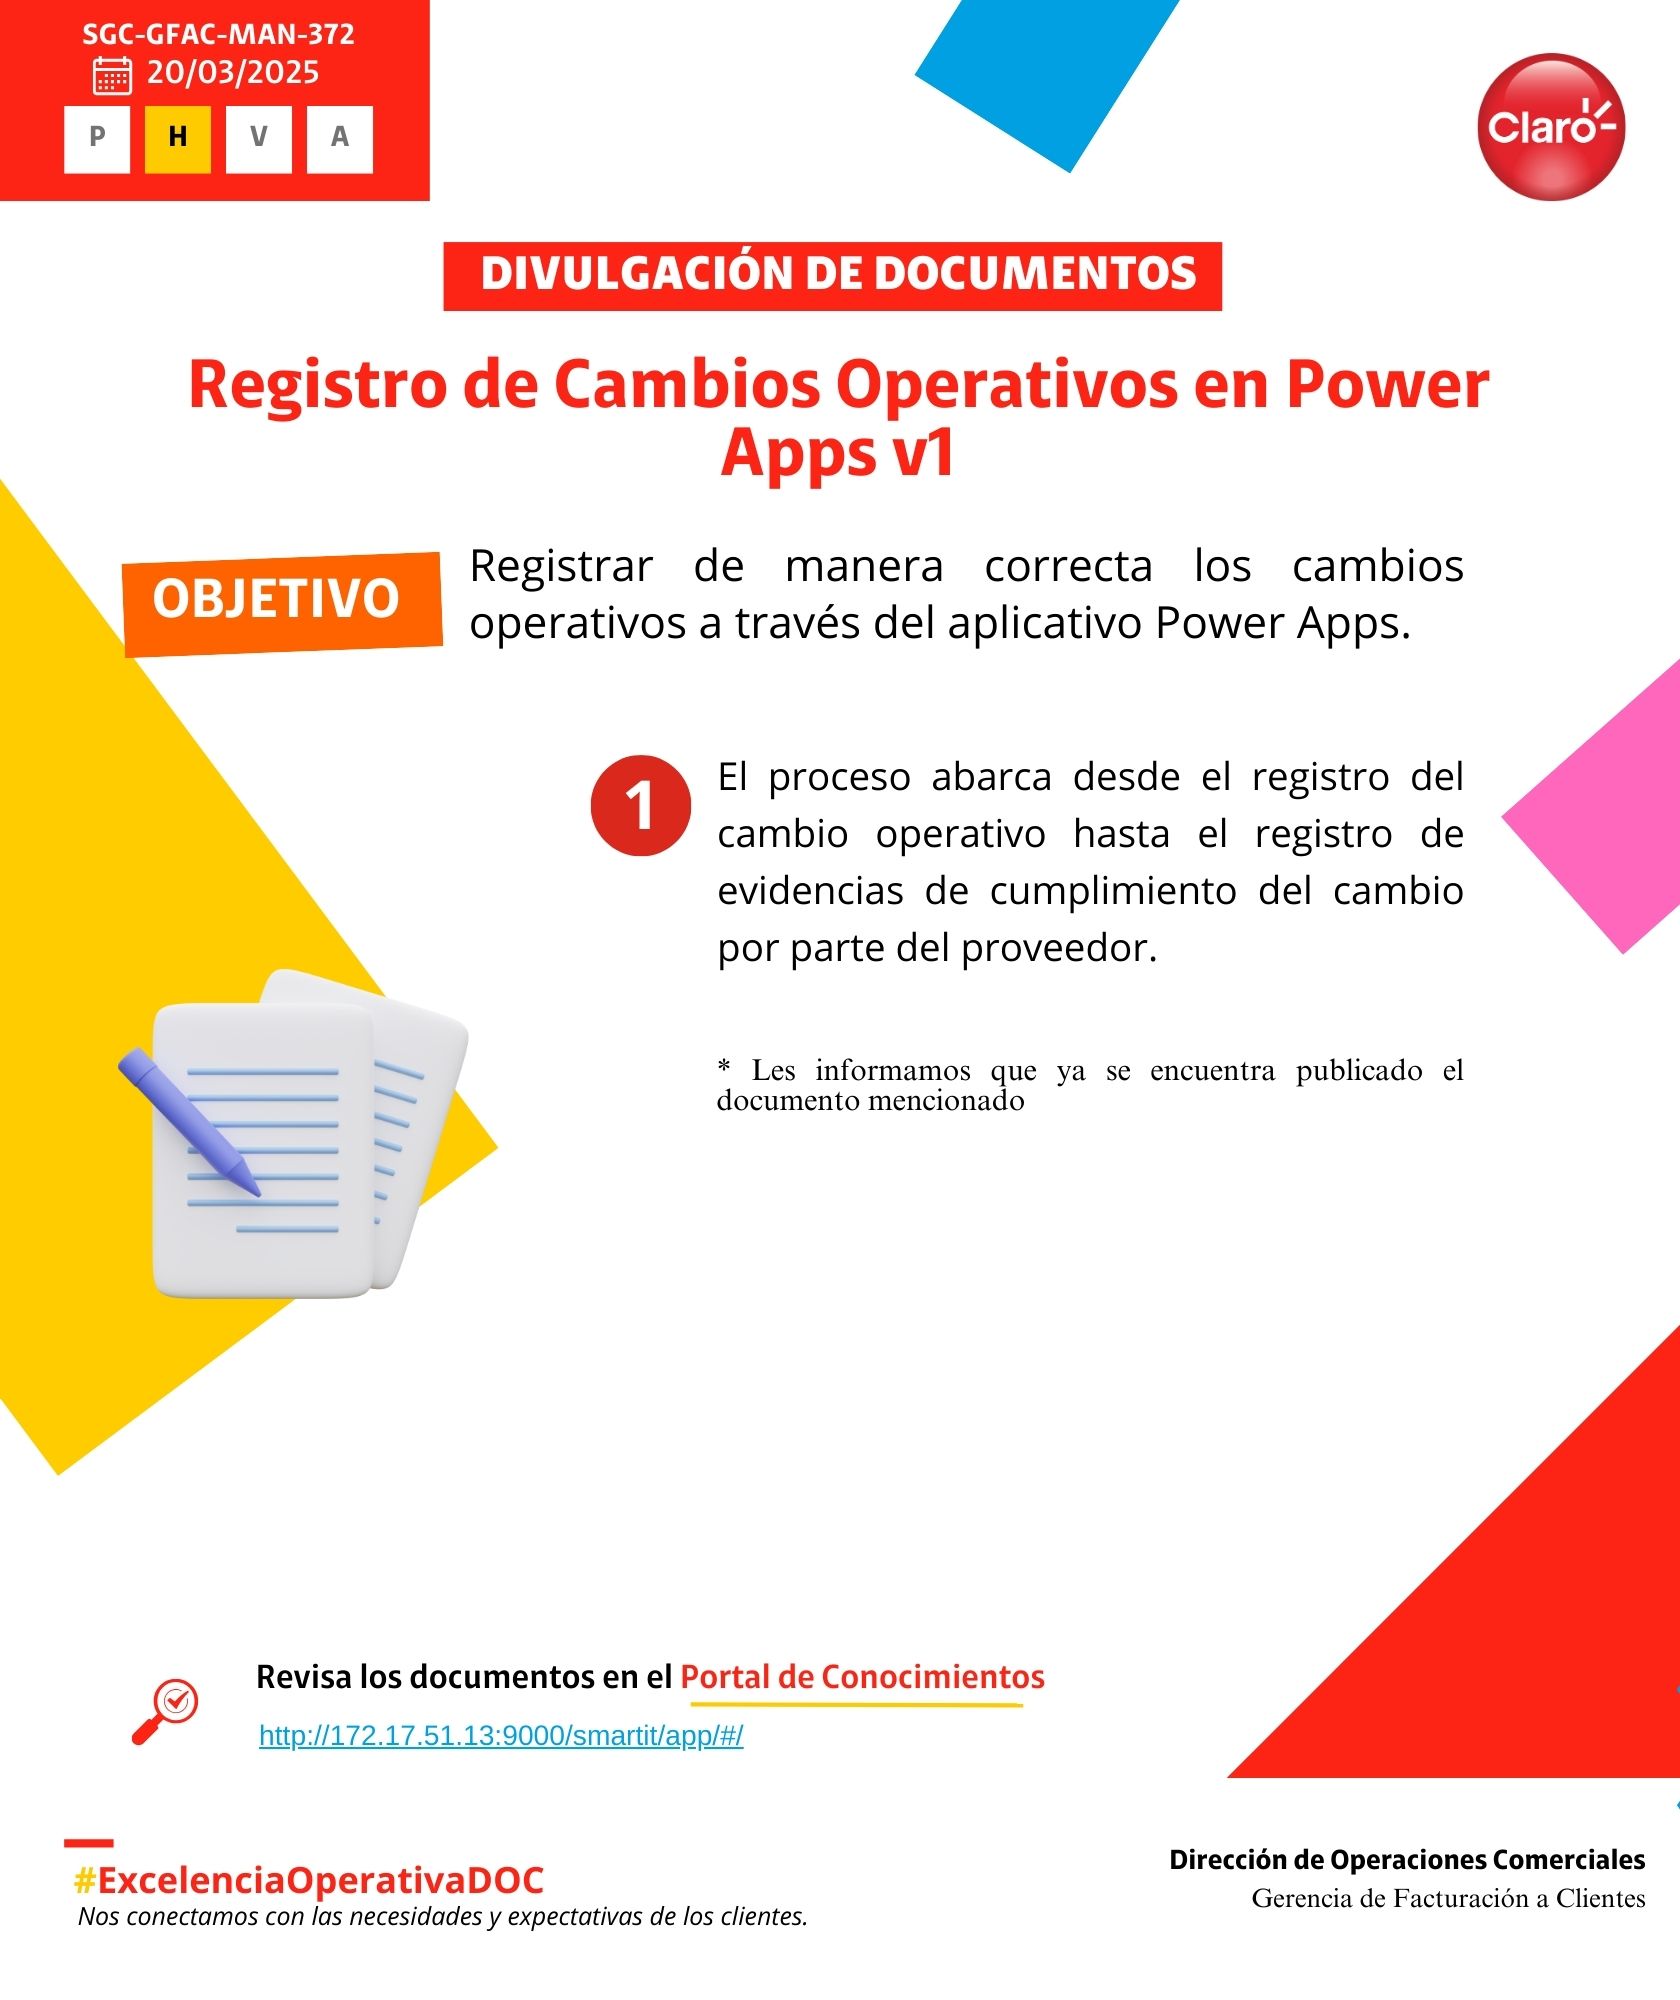 SGC-GFAC-MAN-372
20/03/2025
P H V A
Claro
DIVULGACIÓN DE DOCUMENTOS
Registro de Cambios Operativos en Power
Apps v1
OBJETIVO
Registrar de manera correcta los cambios
operativos a través del aplicativo Power Apps.
1
El proceso abarca desde el registro del
cambio operativo hasta el registro de
evidencias de cumplimiento del cambio
por parte del proveedor.
* Les informamos que ya se encuentra publicado el
documento mencionado
Revisa los documentos en el Portal de Conocimientos
http://172.17.51.13:9000/smartit/app/#/
#ExcelenciaOperativaDOC
Nos conectamos con las necesidades y expectativas de los clientes.
Dirección de Operaciones Comerciales
Gerencia de Facturación a Clientes